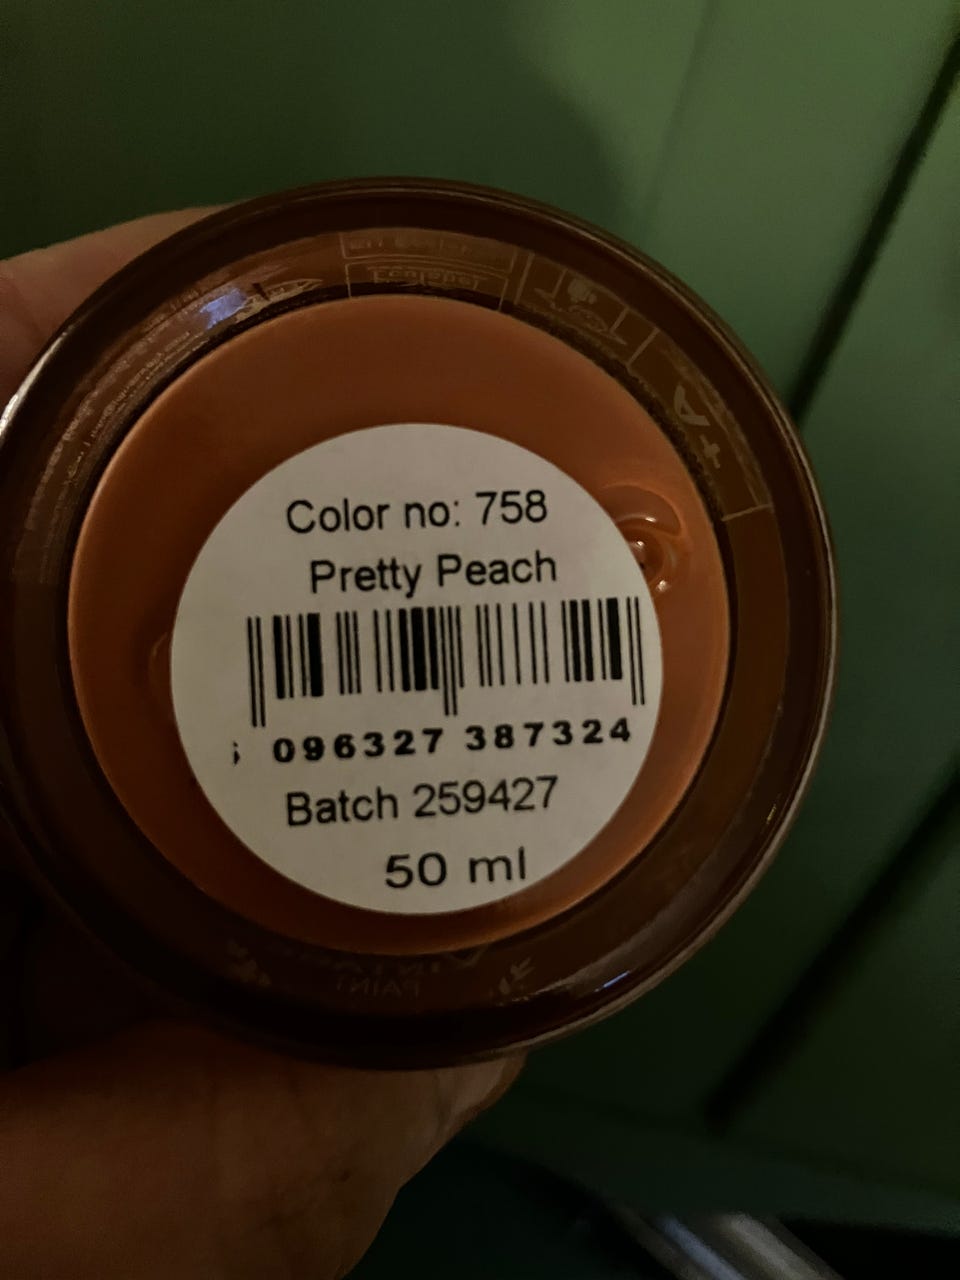 Color no: 758
Pretty Peach
096327 387324
Batch 259427
50 ml